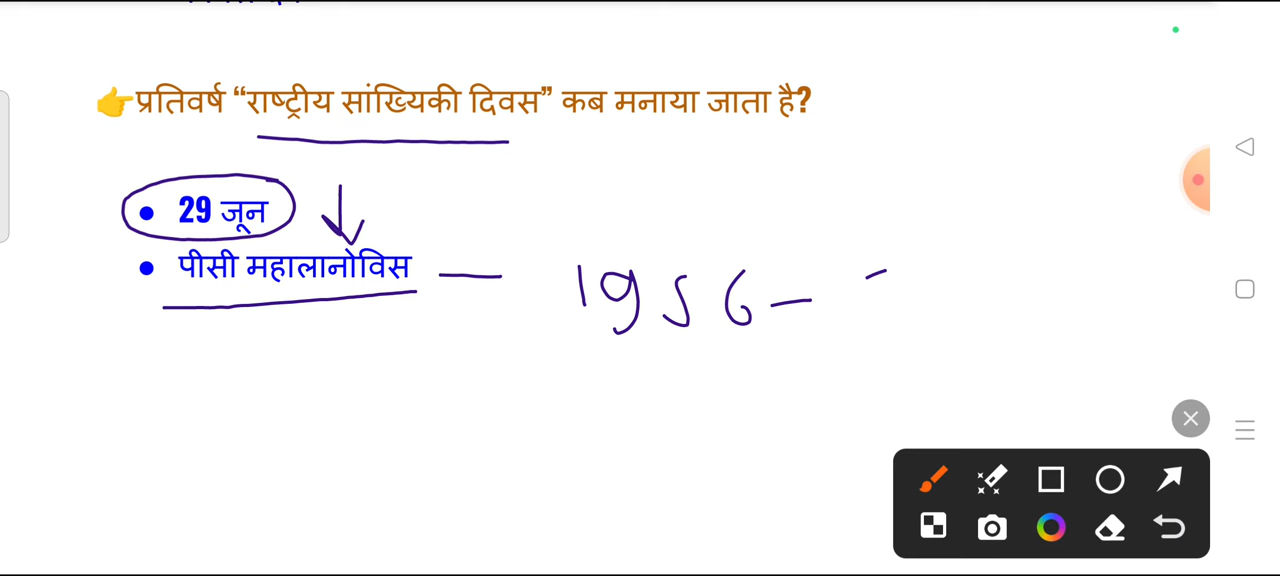 👉प्रतिवर्ष “राष्ट्रीय सांख्यिकी दिवस” कब मनाया जाता है?
• 29 जून
• पीसी महालानोविस — 1956 –